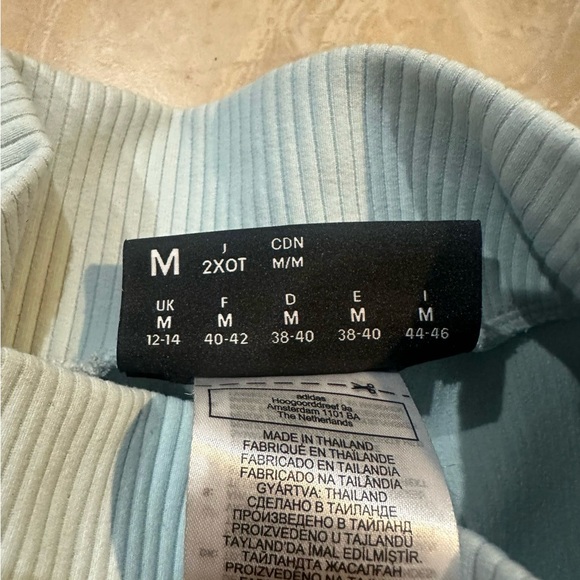 M J CDN
2XOT M/M
UK F D E I
M M M M M
12-14 40-42 38-40 38-40 44-46
adidas
Hoogoorddreef 9a
Amsterdam 1101 BA
The Netherlands
MADE IN THAILAND
FABRIQUÉ EN THAÏLANDE
FABRICADO EN TAILANDIA
FABRICADO NA TAILÂNDIA
GYÁRTVA: THAILAND
СДЕЛАНО В ТАИЛАНДЕ
ПРОИЗВЕДЕНО В ТАЙЛАНД
PROIZVEDENO U TAJLANDU
TAYLAND'DA İMAL EDİLMİŞTİR.
ТАИЛАНДТА ЖАСАЛҒАН